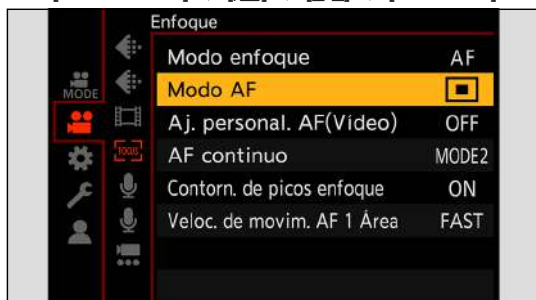 Enfoque
Modo enfoque AF
MODE
Modo AF
Aj. personal. AF(Vídeo) OFF
FOCUS
AF continuo MODE2
Contorn. de picos enfoque ON
Veloc. de movim. AF 1 Área FAST